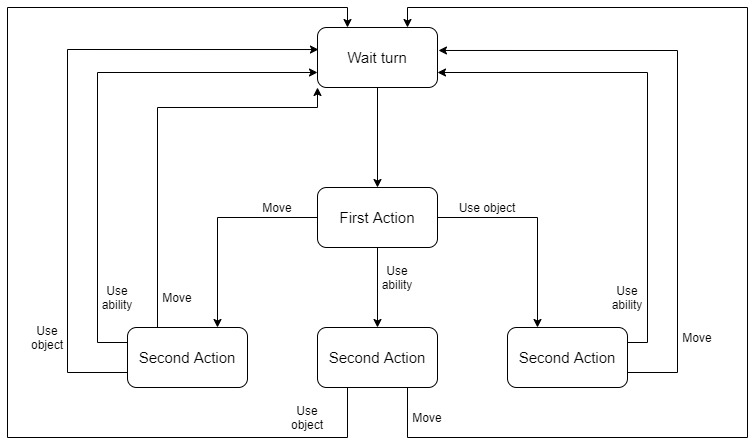 Wait turn
First Action
Move
Use object
Use
ability
Use
ability
Move
Use
ability
Use
object
Move
Second Action
Second Action
Second Action
Use
object
Move